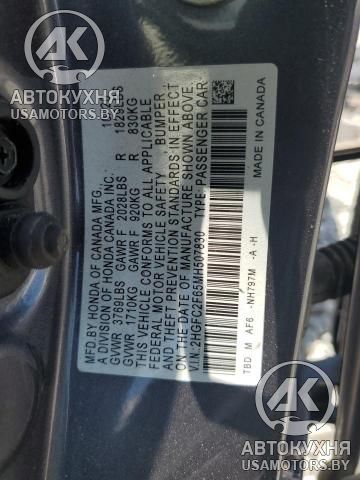 АК
АВТОКУХНЯ
USAMOTORS.BY
MFD.BY HONDA OF CANADA MFG.
A DIVISION OF HONDA CANADA INC.
GVWR 3769LBS GAWR F 2028LBS R
GVWR 1710KG GAWR F 920KG R 830KG
THIS VEHICLE CONFORMS TO ALL APPLICABLE
FEDERAL MOTOR VEHICLE SAFETY BUMPER,
AND THEFT PREVENTION STANDARDS IN EFFECT
ON THE DATE OF MANUFACTURE SHOWN ABOVE.
V.I.N.:2HGFC2F65MH507830 TYPE:PASSENGER CAR
MADE IN CANADA
TBD M AF6 -NH797M -A -H
АК
АВТОКУХНЯ
USAMOTORS.BY